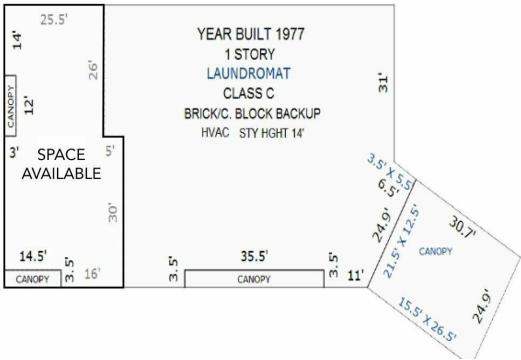 25.5'
14'
26'
CANOPY
12'
3'
SPACE
AVAILABLE
5'
30'
14.5'
CANOPY
3.5'
16'
YEAR BUILT 1977
1 STORY
LAUNDROMAT
CLASS C
BRICK/C. BLOCK BACKUP
HVAC STY HGHT 14'
31'
3.5'
35.5'
CANOPY
3.5'
11'
3.5' X 5.5
6.5'
24.9'
21.5' X 12.5'
30.7'
CANOPY
15.5' X 26.5'
24.9'